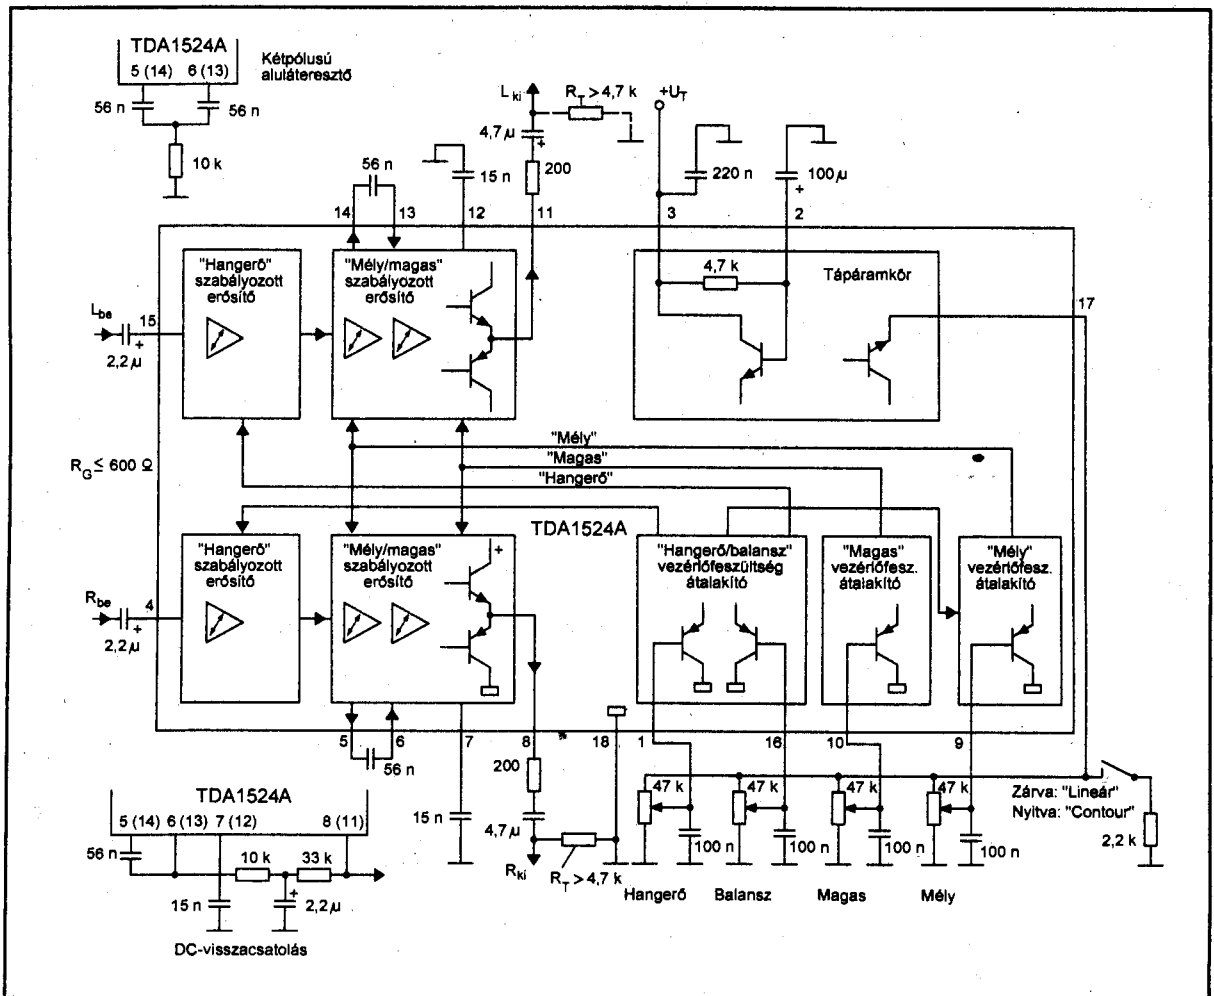 TDA1524A
5 (14) 6 (13)
Kétpólusú
aluláteresztő
56 n
56 n
10 k
L ki
R_T > 4,7 k
4,7 µ
+
200
56 n
15 n
+U_T
220 n
100 µ
+
14
13
12
11
3
2
"Hangerő"
szabályozott
erősítő
"Mély/magas"
szabályozott
erősítő
4,7 k
Tápáramkör
17
L be
15
2,2 µ
+
R_G ≤ 600 Ω
"Mély"
"Magas"
"Hangerő"
TDA1524A
"Hangerő"
szabályozott
erősítő
"Mély/magas"
szabályozott
erősítő
+
"Hangerő/balansz"
vezérlőfeszültség
átalakító
"Magas"
vezérlőfesz.
átalakító
"Mély"
vezérlőfesz.
átalakító
R be
4
2,2 µ
+
5
6
7
8
18
1
16
10
9
56 n
200
15 n
4,7 µ
R ki
R_T > 4,7 k
47 k
47 k
47 k
47 k
100 n
100 n
100 n
100 n
Hangerő
Balansz
Magas
Mély
Zárva: "Lineár"
Nyitva: "Contour"
2,2 k
TDA1524A
5 (14) 6 (13) 7 (12) 8 (11)
56 n
10 k
33 k
15 n
+
2,2 µ
DC-visszacsatolás